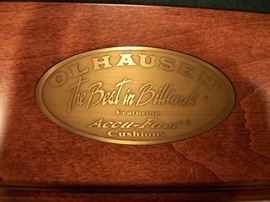 OLHAUSEN
The Best in Billiards
Featuring
Accu-Fast®
Cushions